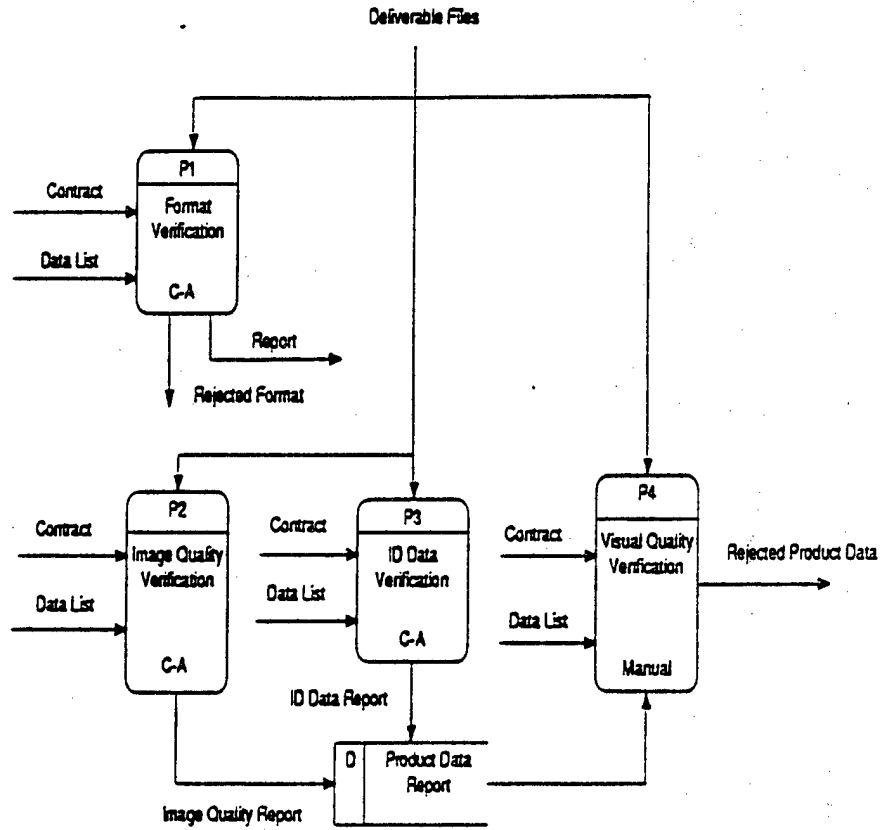 Deliverable Files
P1
Contract
Format
Verification
Data List
C-A
Report
Rejected Format
P2
Contract
Image Quality
Verification
Data List
C-A
P3
Contract
ID Data
Verification
Data List
C-A
P4
Contract
Visual Quality
Verification
Rejected Product Data
Data List
Manual
ID Data Report
D
Product Data
Report
Image Quality Report